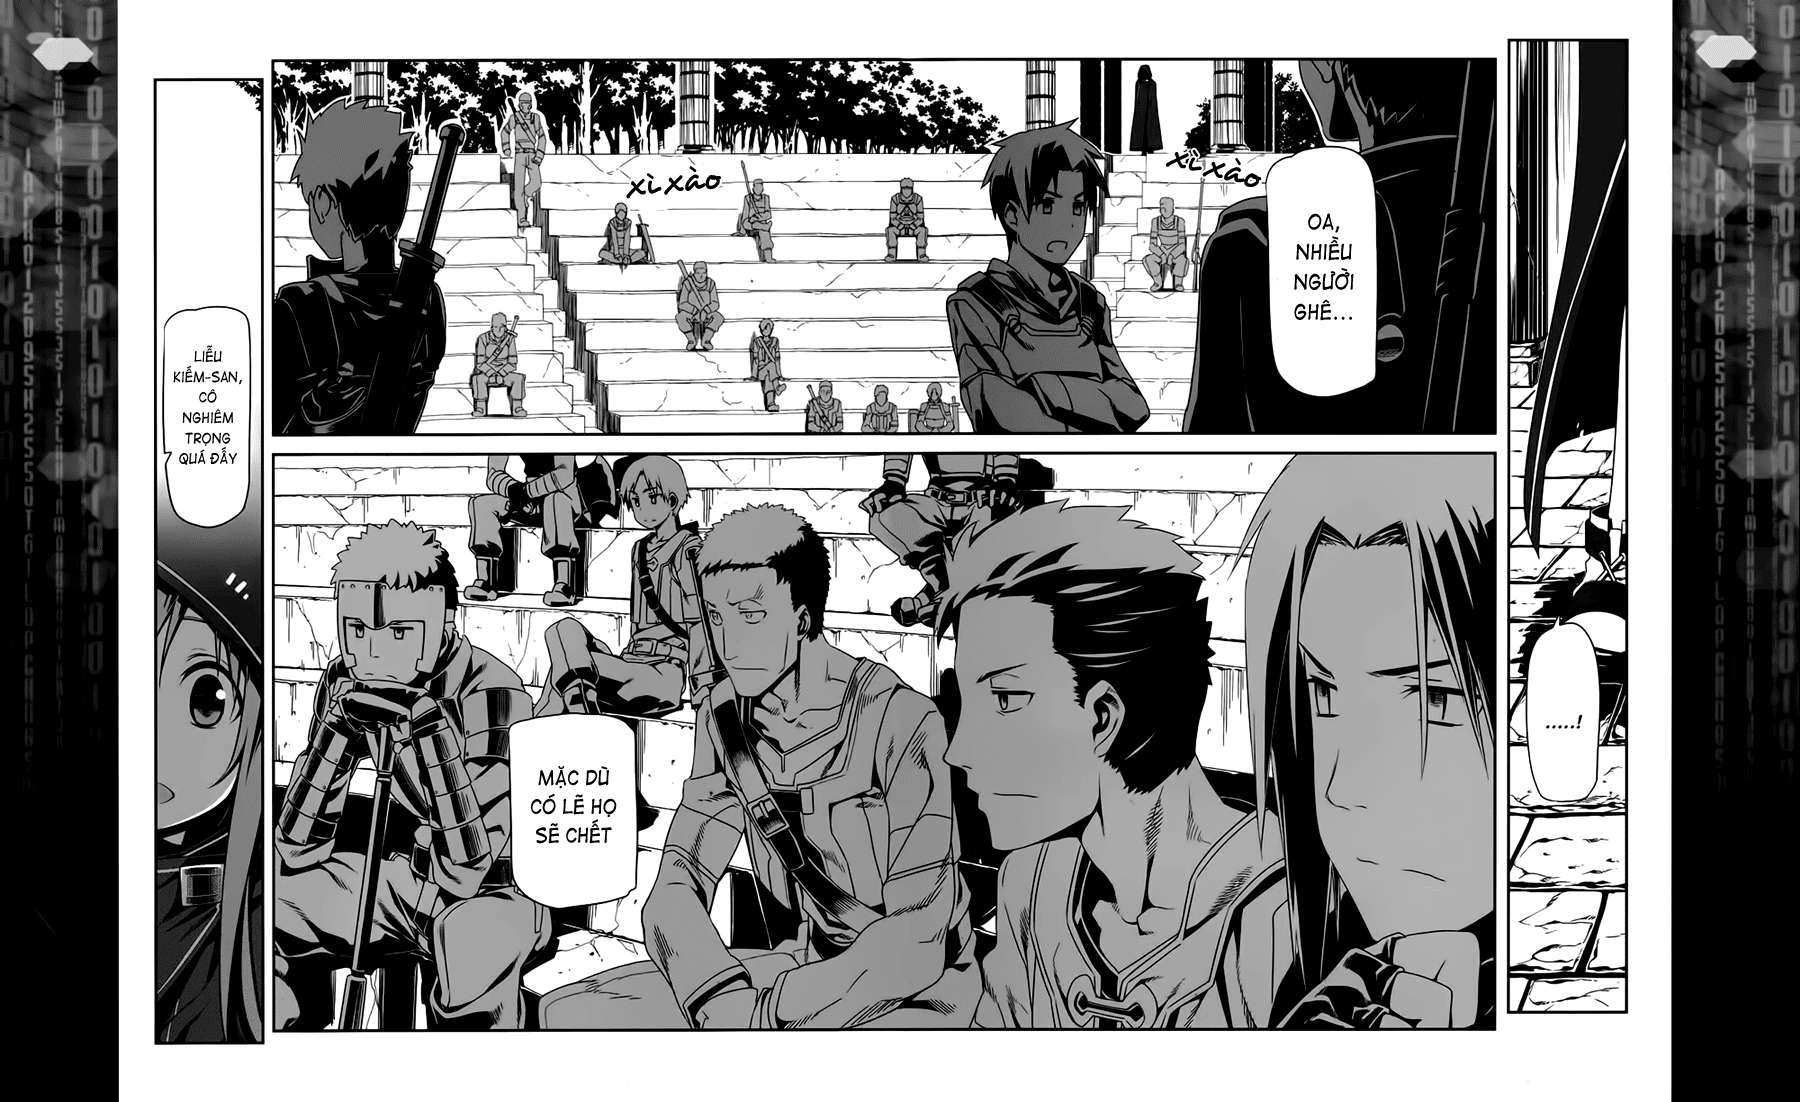 .....!
OA,
NHIỀU
NGƯỜI
GHÊ...
xì xào
xì xào
MẶC DÙ
CÓ LẼ HỌ
SẼ CHẾT
LIỄU
KIẾM-SAN,
CÔ
NGHIÊM
TRỌNG
QUÁ ĐẤY